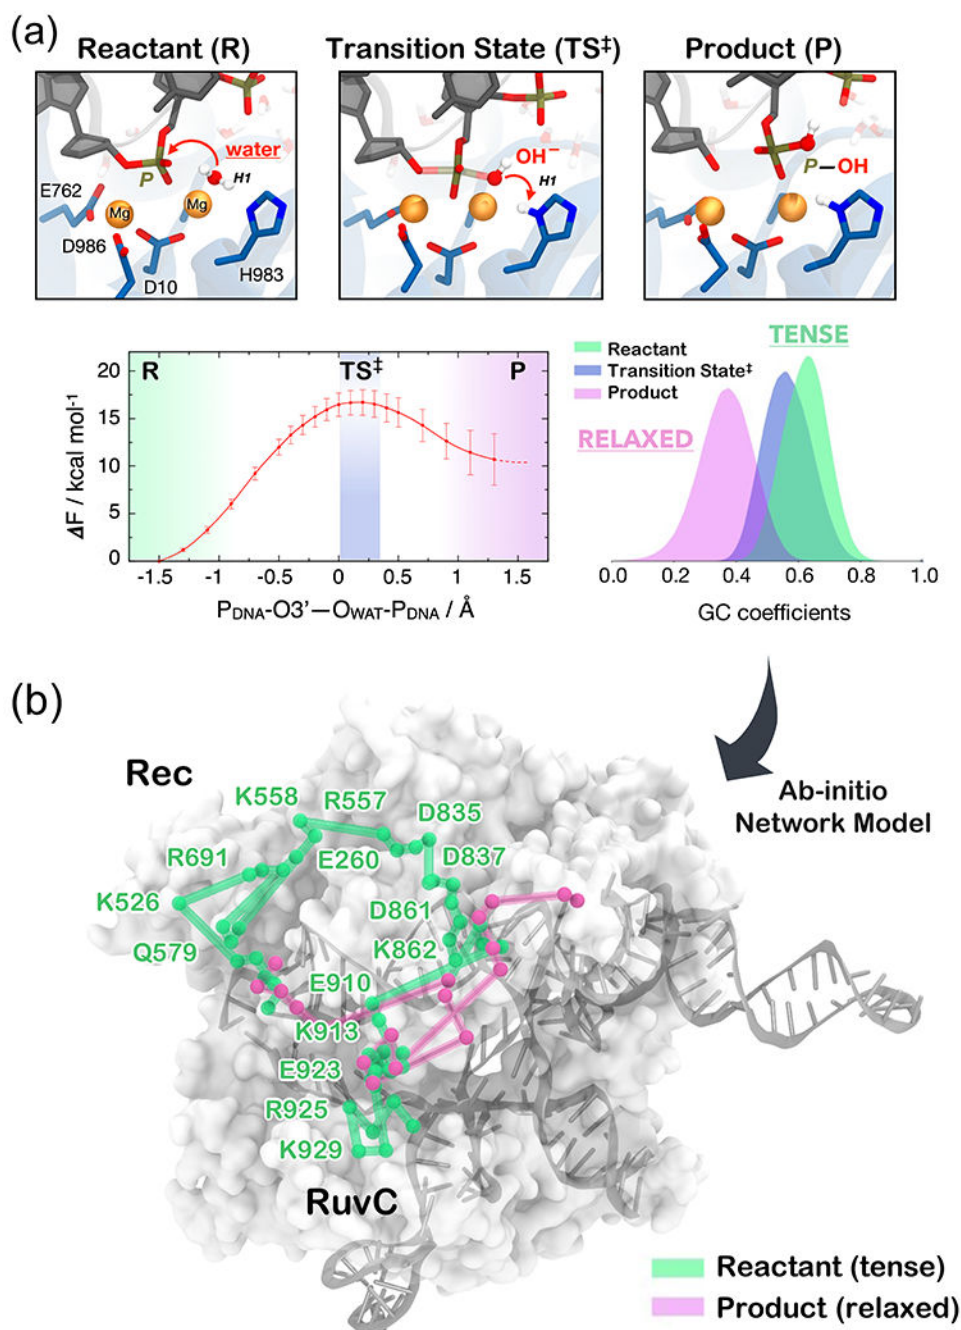 (a)
Reactant (R)
Transition State (TS‡)
Product (P)
water
P
H1
E762
Mg
Mg
D986
D10
H983
OH⁻
H1
P—OH
R
TS‡
P
20
15
10
5
0
ΔF / kcal mol⁻¹
-1.5
-1
-0.5
0
0.5
1
1.5
PDNA-O3'—OWAT-PDNA / Å
TENSE
Reactant
Transition State‡
Product
RELAXED
0.0
0.2
0.4
0.6
0.8
1.0
GC coefficients
(b)
Rec
Ab-initio
Network Model
K558
R557
D835
R691
E260
D837
K526
D861
Q579
K862
E910
K913
E923
R925
K929
RuvC
Reactant (tense)
Product (relaxed)